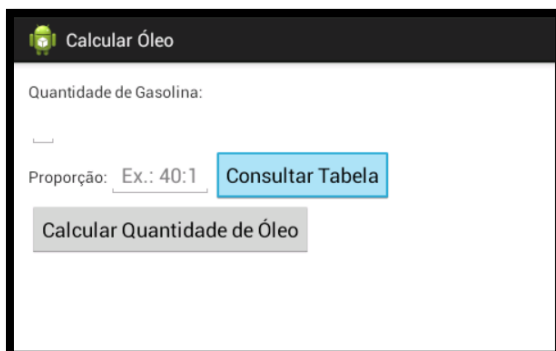 Calcular Óleo
Quantidade de Gasolina:
Proporção: Ex.: 40:1 Consultar Tabela
Calcular Quantidade de Óleo